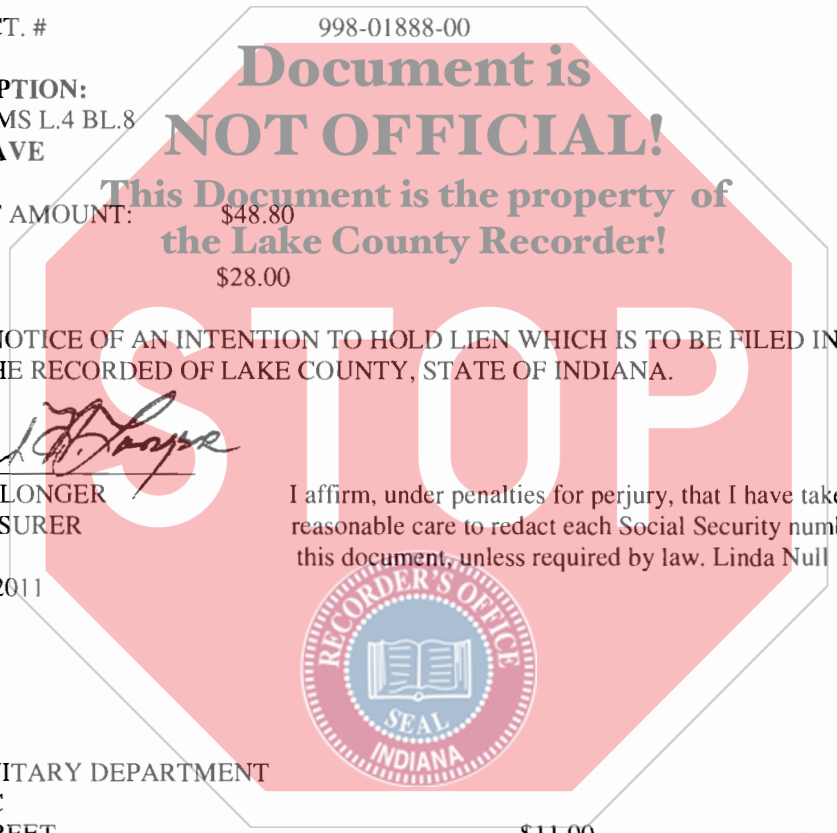 CT. # 998-01888-00
Document is
PTION:
MS L.4 BL.8
NOT OFFICIAL!
AVE
This Document is the property of
AMOUNT: $48.80
the Lake County Recorder!
$28.00
NOTICE OF AN INTENTION TO HOLD LIEN WHICH IS TO BE FILED IN
HE RECORDED OF LAKE COUNTY, STATE OF INDIANA.
STOP
LONGER
SURER
I affirm, under penalties for perjury, that I have take
reasonable care to redact each Social Security numb
this document, unless required by law. Linda Null
2011
RECORDER'S OFFICE
SEAL
INDIANA
ITARY DEPARTMENT
C
REET
$11.00